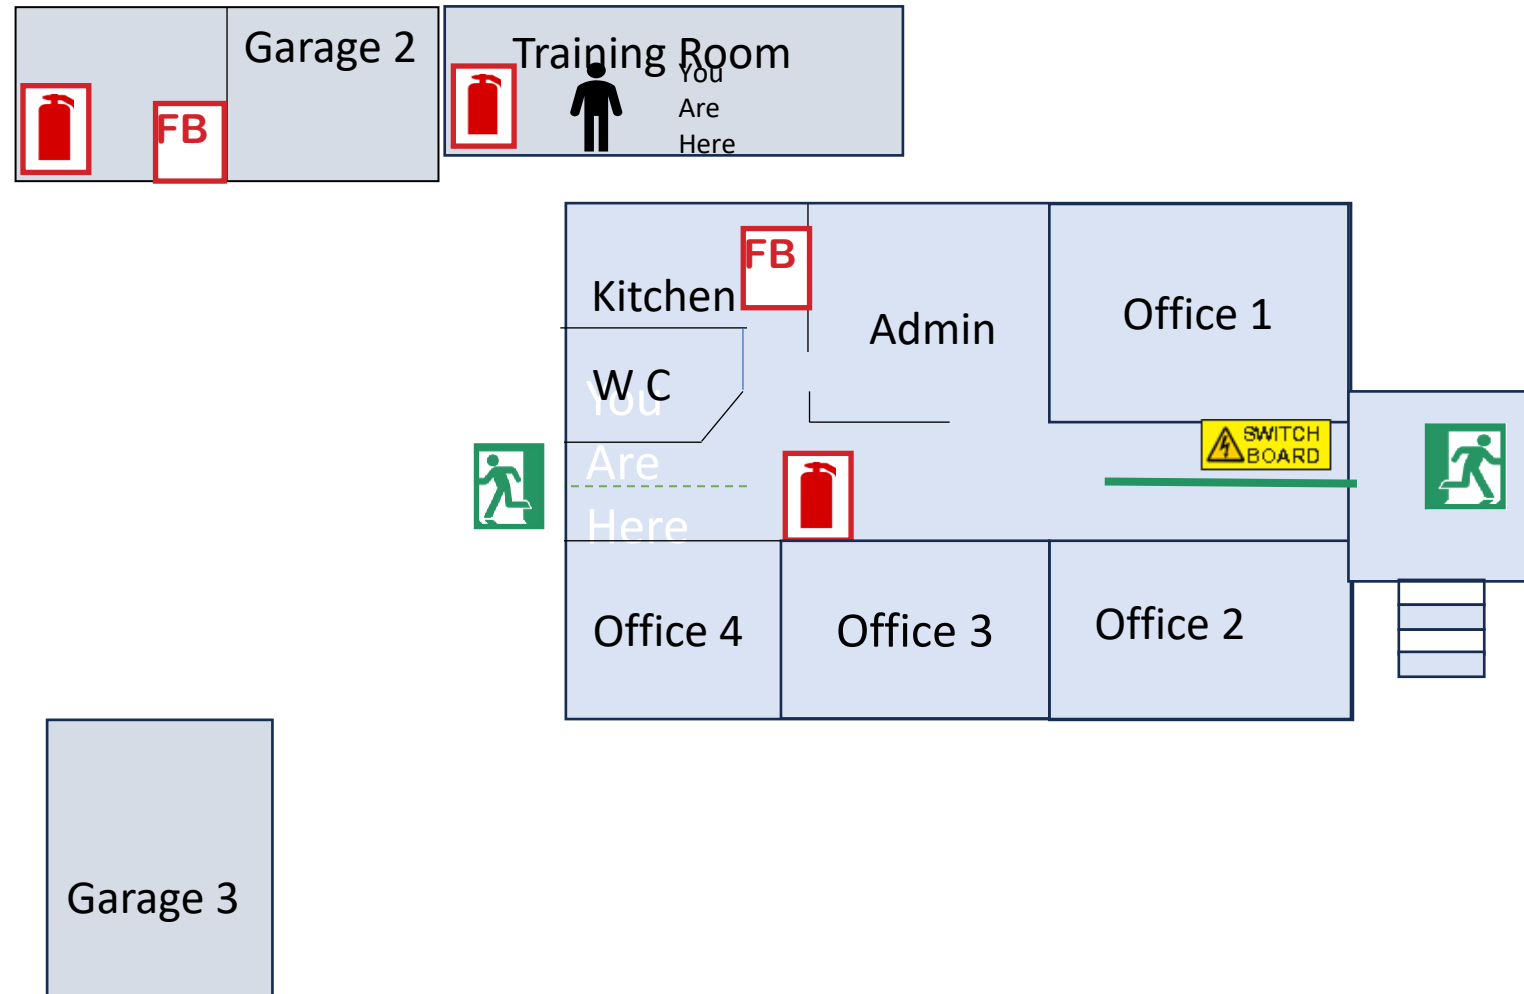 Garage 2
Training Room
You
Are
Here
FB
FB
Kitchen
Admin
Office 1
W C
You
Are
Here
SWITCH
BOARD
Office 4
Office 3
Office 2
Garage 3